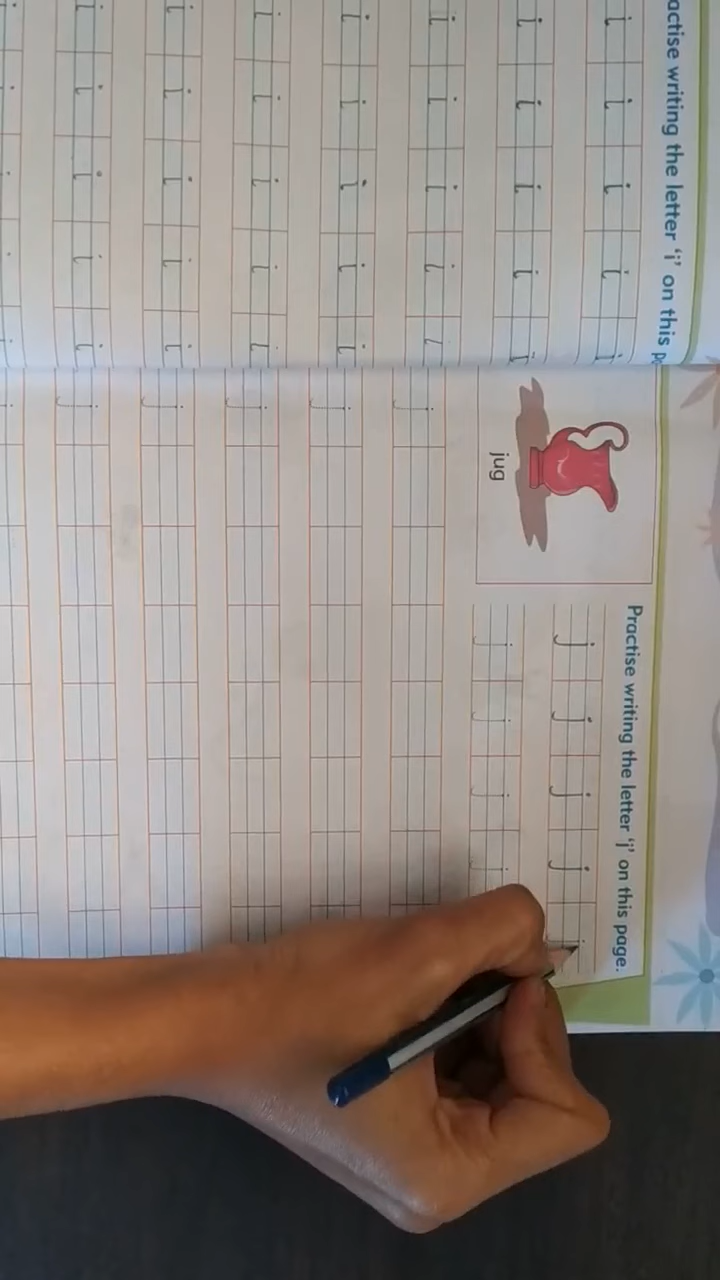 actise writing the letter 'i' on this p
i i i i i
i i i i i
i i i i i
i i i i i
i i i i i
i i i i i
i i i i i
Practise writing the letter 'j' on this page.
jug
j j j j
j j j j
j
j
j
j
j